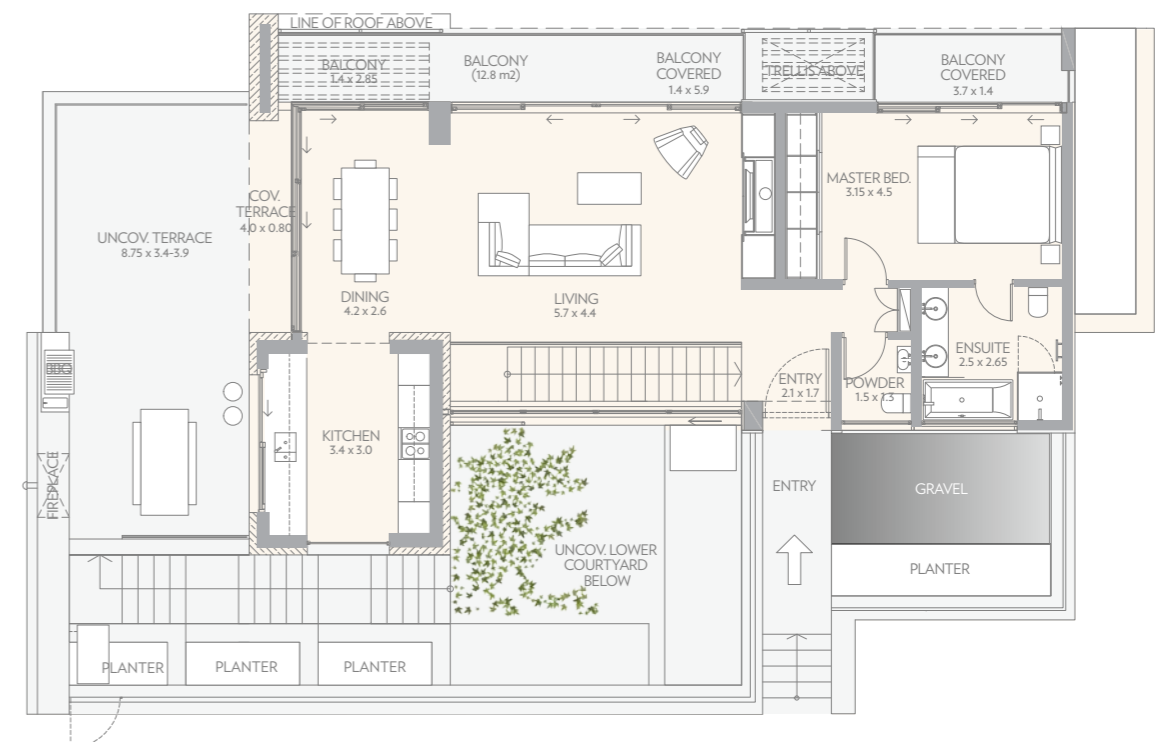 LINE OF ROOF ABOVE
BALCONY
1.4 x 2.85
BALCONY
(12.8 m2)
BALCONY
COVERED
1.4 x 5.9
TRELLIS ABOVE
BALCONY
COVERED
3.7 x 1.4
MASTER BED.
3.15 x 4.5
COV.
TERRACE
4.0 x 0.80
UNCOV. TERRACE
8.75 x 3.4-3.9
DINING
4.2 x 2.6
LIVING
5.7 x 4.4
ENSUITE
2.5 x 2.65
ENTRY
2.1 x 1.7
POWDER
1.5 x 1.3
BBQ
KITCHEN
3.4 x 3.0
FIREPLACE
ENTRY
GRAVEL
UNCOV. LOWER
COURTYARD
BELOW
PLANTER
PLANTER
PLANTER
PLANTER